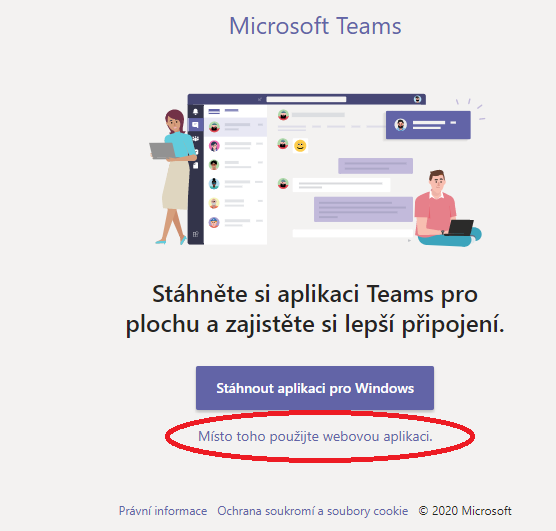 Microsoft Teams
Stáhněte si aplikaci Teams pro
plochu a zajistěte si lepší připojení.
Stáhnout aplikaci pro Windows
Místo toho použijte webovou aplikaci.
Právní informace Ochrana soukromí a soubory cookie © 2020 Microsoft